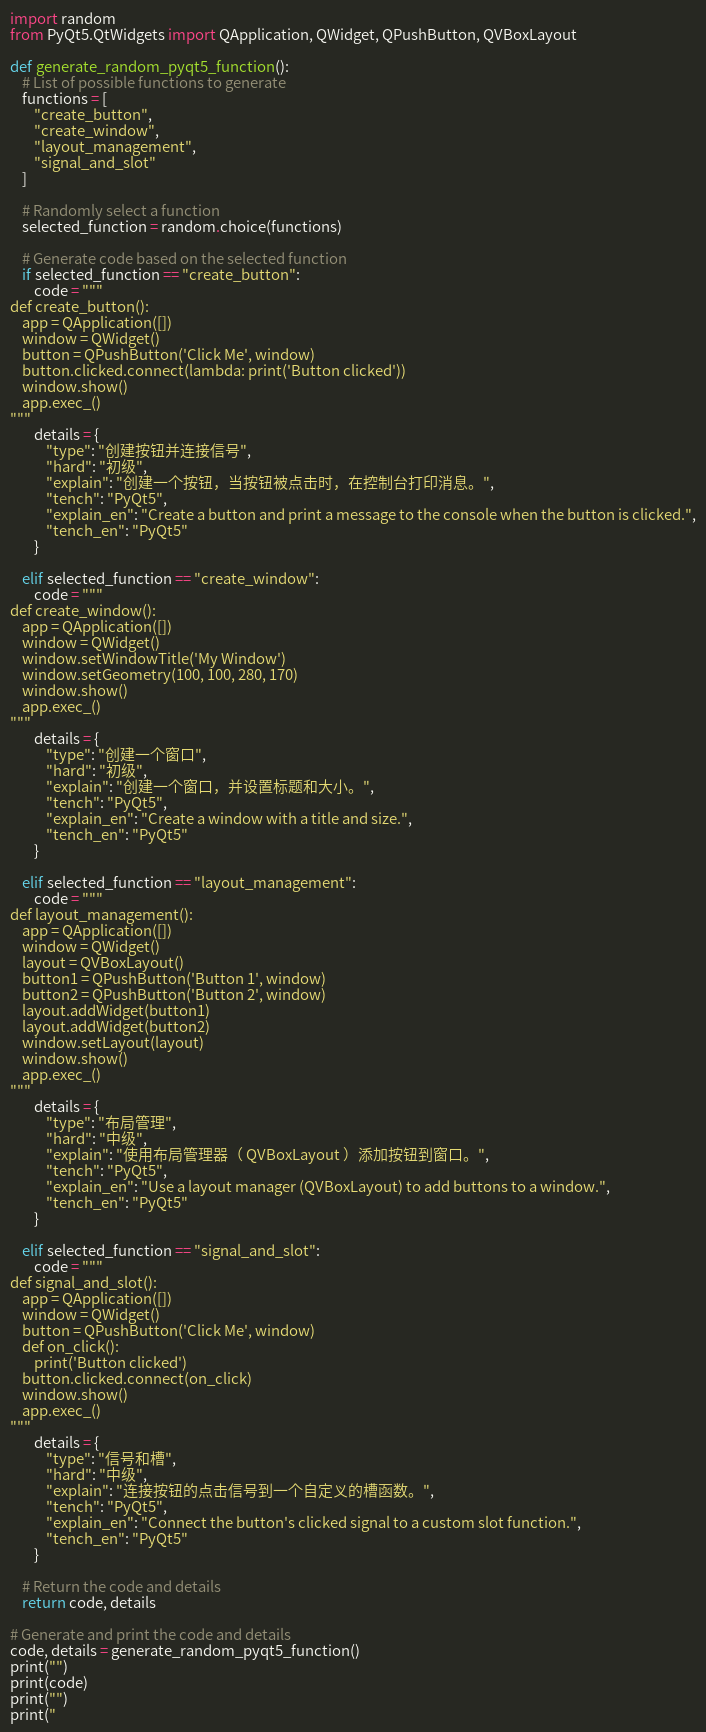 import random
from PyQt5.QtWidgets import QApplication, QWidget, QPushButton, QVBoxLayout

def generate_random_pyqt5_function():
    # List of possible functions to generate
    functions = [
        "create_button",
        "create_window",
        "layout_management",
        "signal_and_slot"
    ]

    # Randomly select a function
    selected_function = random.choice(functions)

    # Generate code based on the selected function
    if selected_function == "create_button":
        code = """
def create_button():
    app = QApplication([])
    window = QWidget()
    button = QPushButton('Click Me', window)
    button.clicked.connect(lambda: print('Button clicked'))
    window.show()
    app.exec_()
"""
        details = {
            "type": "创建按钮并连接信号",
            "hard": "初级",
            "explain": "创建一个按钮，当按钮被点击时，在控制台打印消息。",
            "tench": "PyQt5",
            "explain_en": "Create a button and print a message to the console when the button is clicked.",
            "tench_en": "PyQt5"
        }

    elif selected_function == "create_window":
        code = """
def create_window():
    app = QApplication([])
    window = QWidget()
    window.setWindowTitle('My Window')
    window.setGeometry(100, 100, 280, 170)
    window.show()
    app.exec_()
"""
        details = {
            "type": "创建一个窗口",
            "hard": "初级",
            "explain": "创建一个窗口，并设置标题和大小。",
            "tench": "PyQt5",
            "explain_en": "Create a window with a title and size.",
            "tench_en": "PyQt5"
        }

    elif selected_function == "layout_management":
        code = """
def layout_management():
    app = QApplication([])
    window = QWidget()
    layout = QVBoxLayout()
    button1 = QPushButton('Button 1', window)
    button2 = QPushButton('Button 2', window)
    layout.addWidget(button1)
    layout.addWidget(button2)
    window.setLayout(layout)
    window.show()
    app.exec_()
"""
        details = {
            "type": "布局管理",
            "hard": "中级",
            "explain": "使用布局管理器（ QVBoxLayout ）添加按钮到窗口。",
            "tench": "PyQt5",
            "explain_en": "Use a layout manager (QVBoxLayout) to add buttons to a window.",
            "tench_en": "PyQt5"
        }

    elif selected_function == "signal_and_slot":
        code = """
def signal_and_slot():
    app = QApplication([])
    window = QWidget()
    button = QPushButton('Click Me', window)
    def on_click():
        print('Button clicked')
    button.clicked.connect(on_click)
    window.show()
    app.exec_()
"""
        details = {
            "type": "信号和槽",
            "hard": "中级",
            "explain": "连接按钮的点击信号到一个自定义的槽函数。",
            "tench": "PyQt5",
            "explain_en": "Connect the button's clicked signal to a custom slot function.",
            "tench_en": "PyQt5"
        }

    # Return the code and details
    return code, details

# Generate and print the code and details
code, details = generate_random_pyqt5_function()
print("")
print(code)
print("")
print("